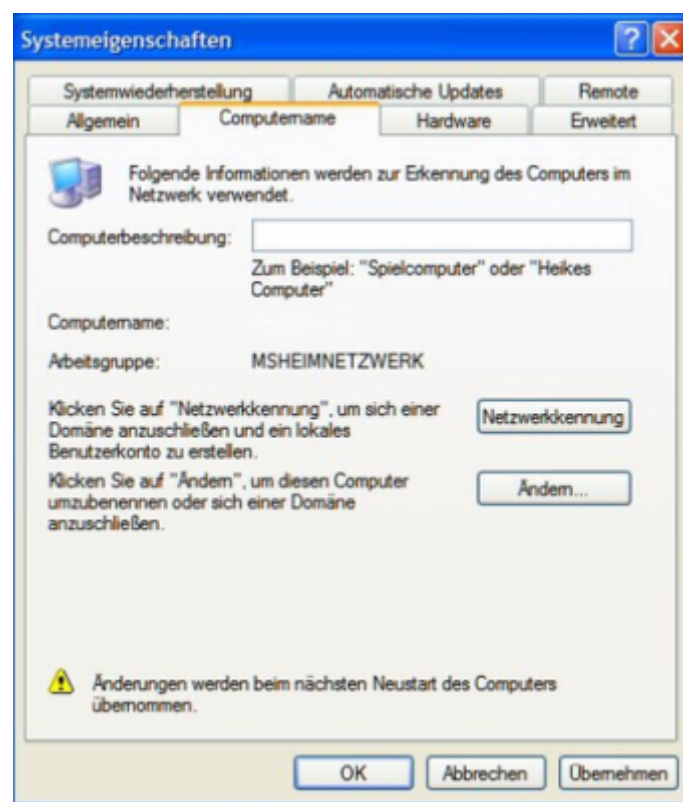 Systemeigenschaften
Systemwiederherstellung Automatische Updates Remote
Allgemein Computername Hardware Erweitert
Folgende Informationen werden zur Erkennung des Computers im
Netzwerk verwendet.
Computerbeschreibung:
Zum Beispiel: "Spielcomputer" oder "Heikes
Computer"
Computername:
Arbeitsgruppe: MSHEIMNETZWERK
Klicken Sie auf "Netzwerkkennung", um sich einer
Domäne anzuschließen und ein lokales
Benutzerkonto zu erstellen.
Netzwerkkennung
Klicken Sie auf "Ändern", um diesen Computer
umzubenennen oder sich einer Domäne
anzuschließen.
Ändern...
Änderungen werden beim nächsten Neustart des Computers
übernommen.
OK Abbrechen Übernehmen